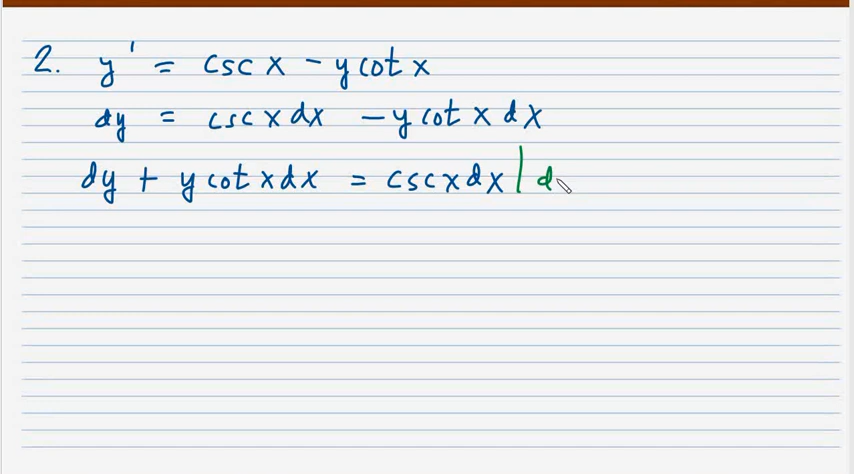 2. y' = csc x - y cot x
dy = csc x dx - y cot x dx
dy + y cot x dx = csc x dx | d